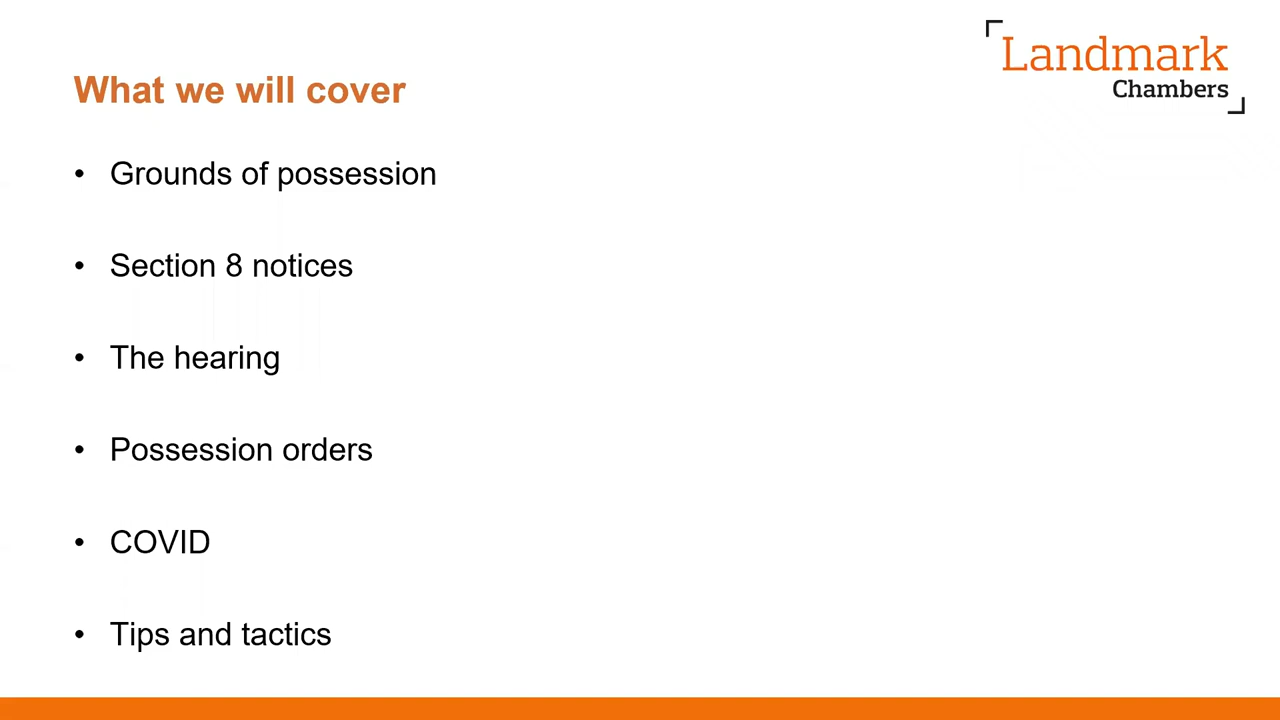 Landmark
Chambers
What we will cover
• Grounds of possession
• Section 8 notices
• The hearing
• Possession orders
• COVID
• Tips and tactics